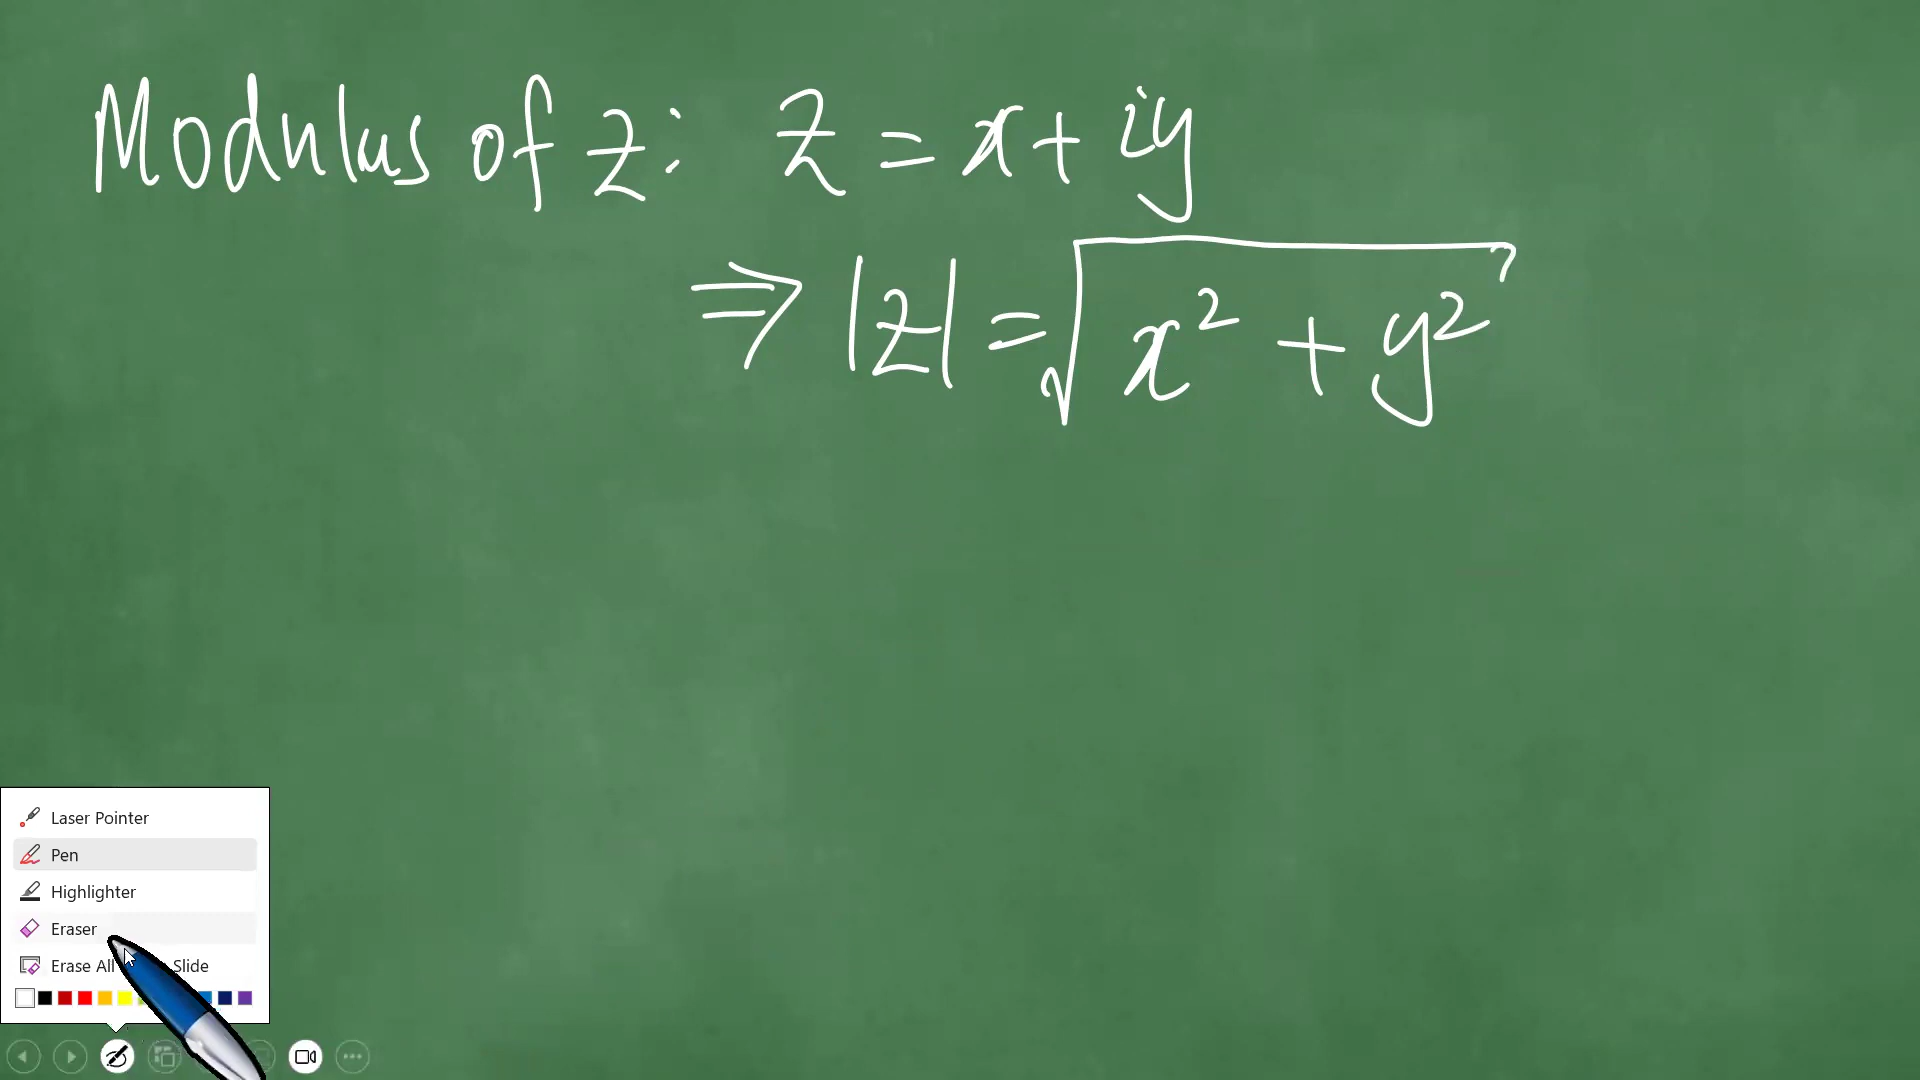 Modulus of z: z = x + iy
⇒ |z| = √(x² + y²)
Laser Pointer
Pen
Highlighter
Eraser
Erase All Slide